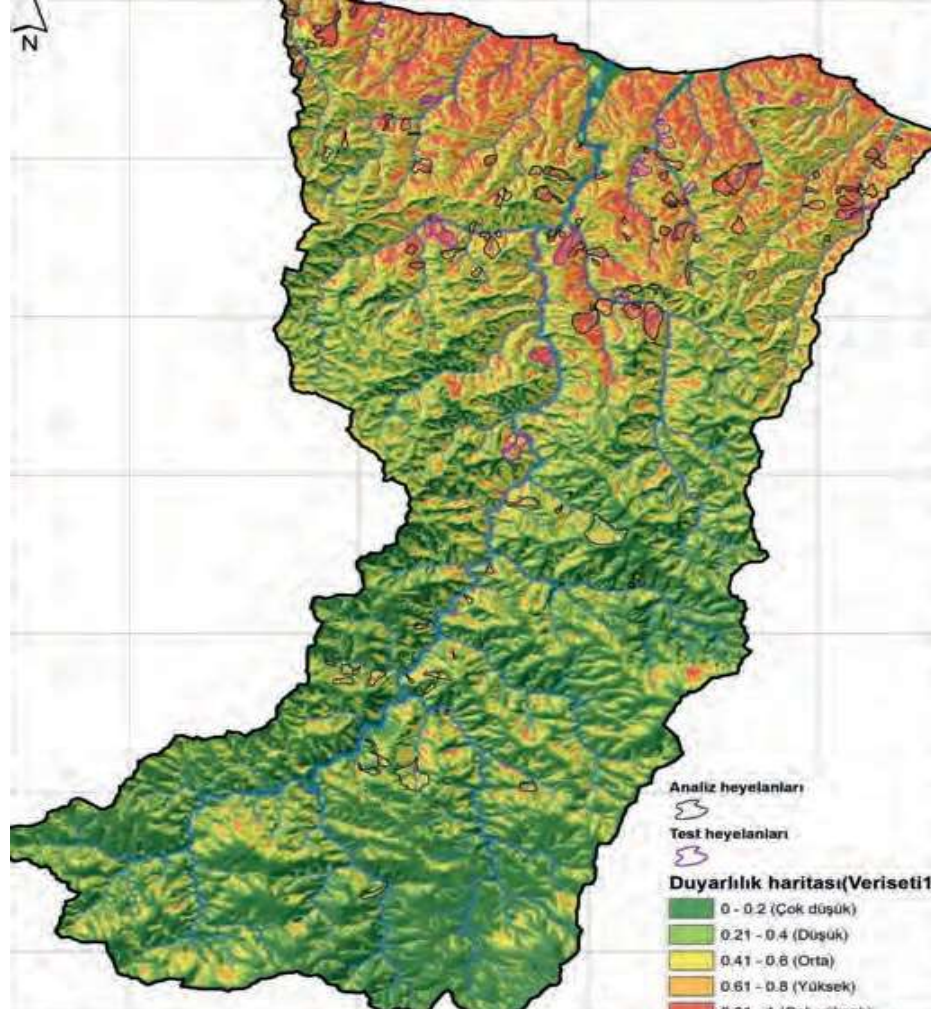 N
Analiz heyelanları
Test heyelanları
Duyarlılık haritası(Veriseti1
0 - 0.2 (Çok düşük)
0.21 - 0.4 (Düşük)
0.41 - 0.6 (Orta)
0.61 - 0.8 (Yüksek)